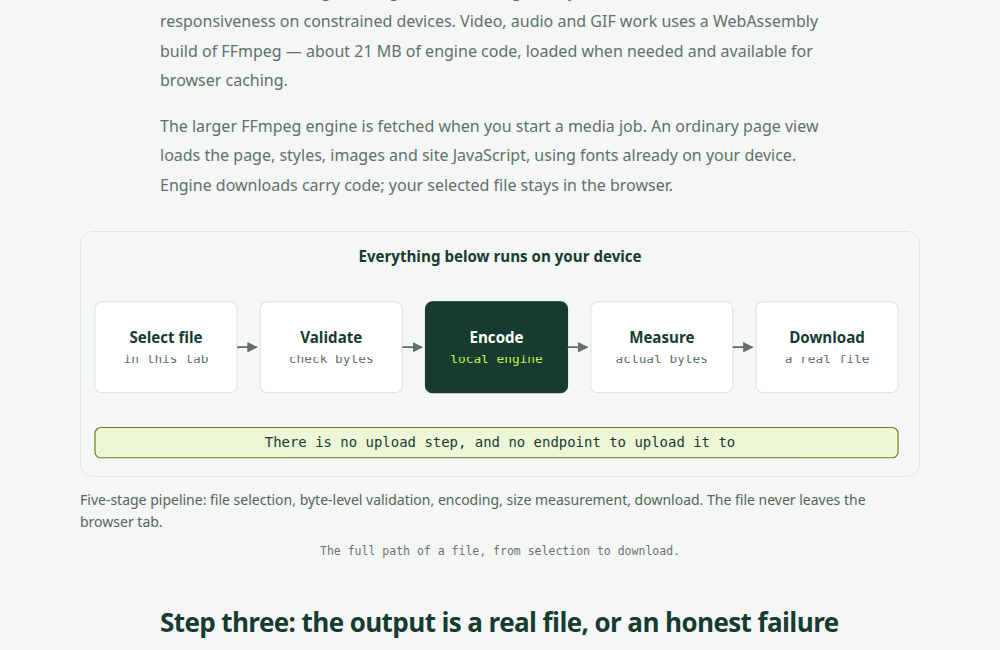 responsiveness on constrained devices. Video, audio and GIF work uses a WebAssembly
build of FFmpeg — about 21 MB of engine code, loaded when needed and available for
browser caching.
The larger FFmpeg engine is fetched when you start a media job. An ordinary page view
loads the page, styles, images and site JavaScript, using fonts already on your device.
Engine downloads carry code; your selected file stays in the browser.
Everything below runs on your device
Select file
in this tab
Validate
check bytes
Encode
local engine
Measure
actual bytes
Download
a real file
There is no upload step, and no endpoint to upload it to
Five-stage pipeline: file selection, byte-level validation, encoding, size measurement, download. The file never leaves the
browser tab.
The full path of a file, from selection to download.
Step three: the output is a real file, or an honest failure